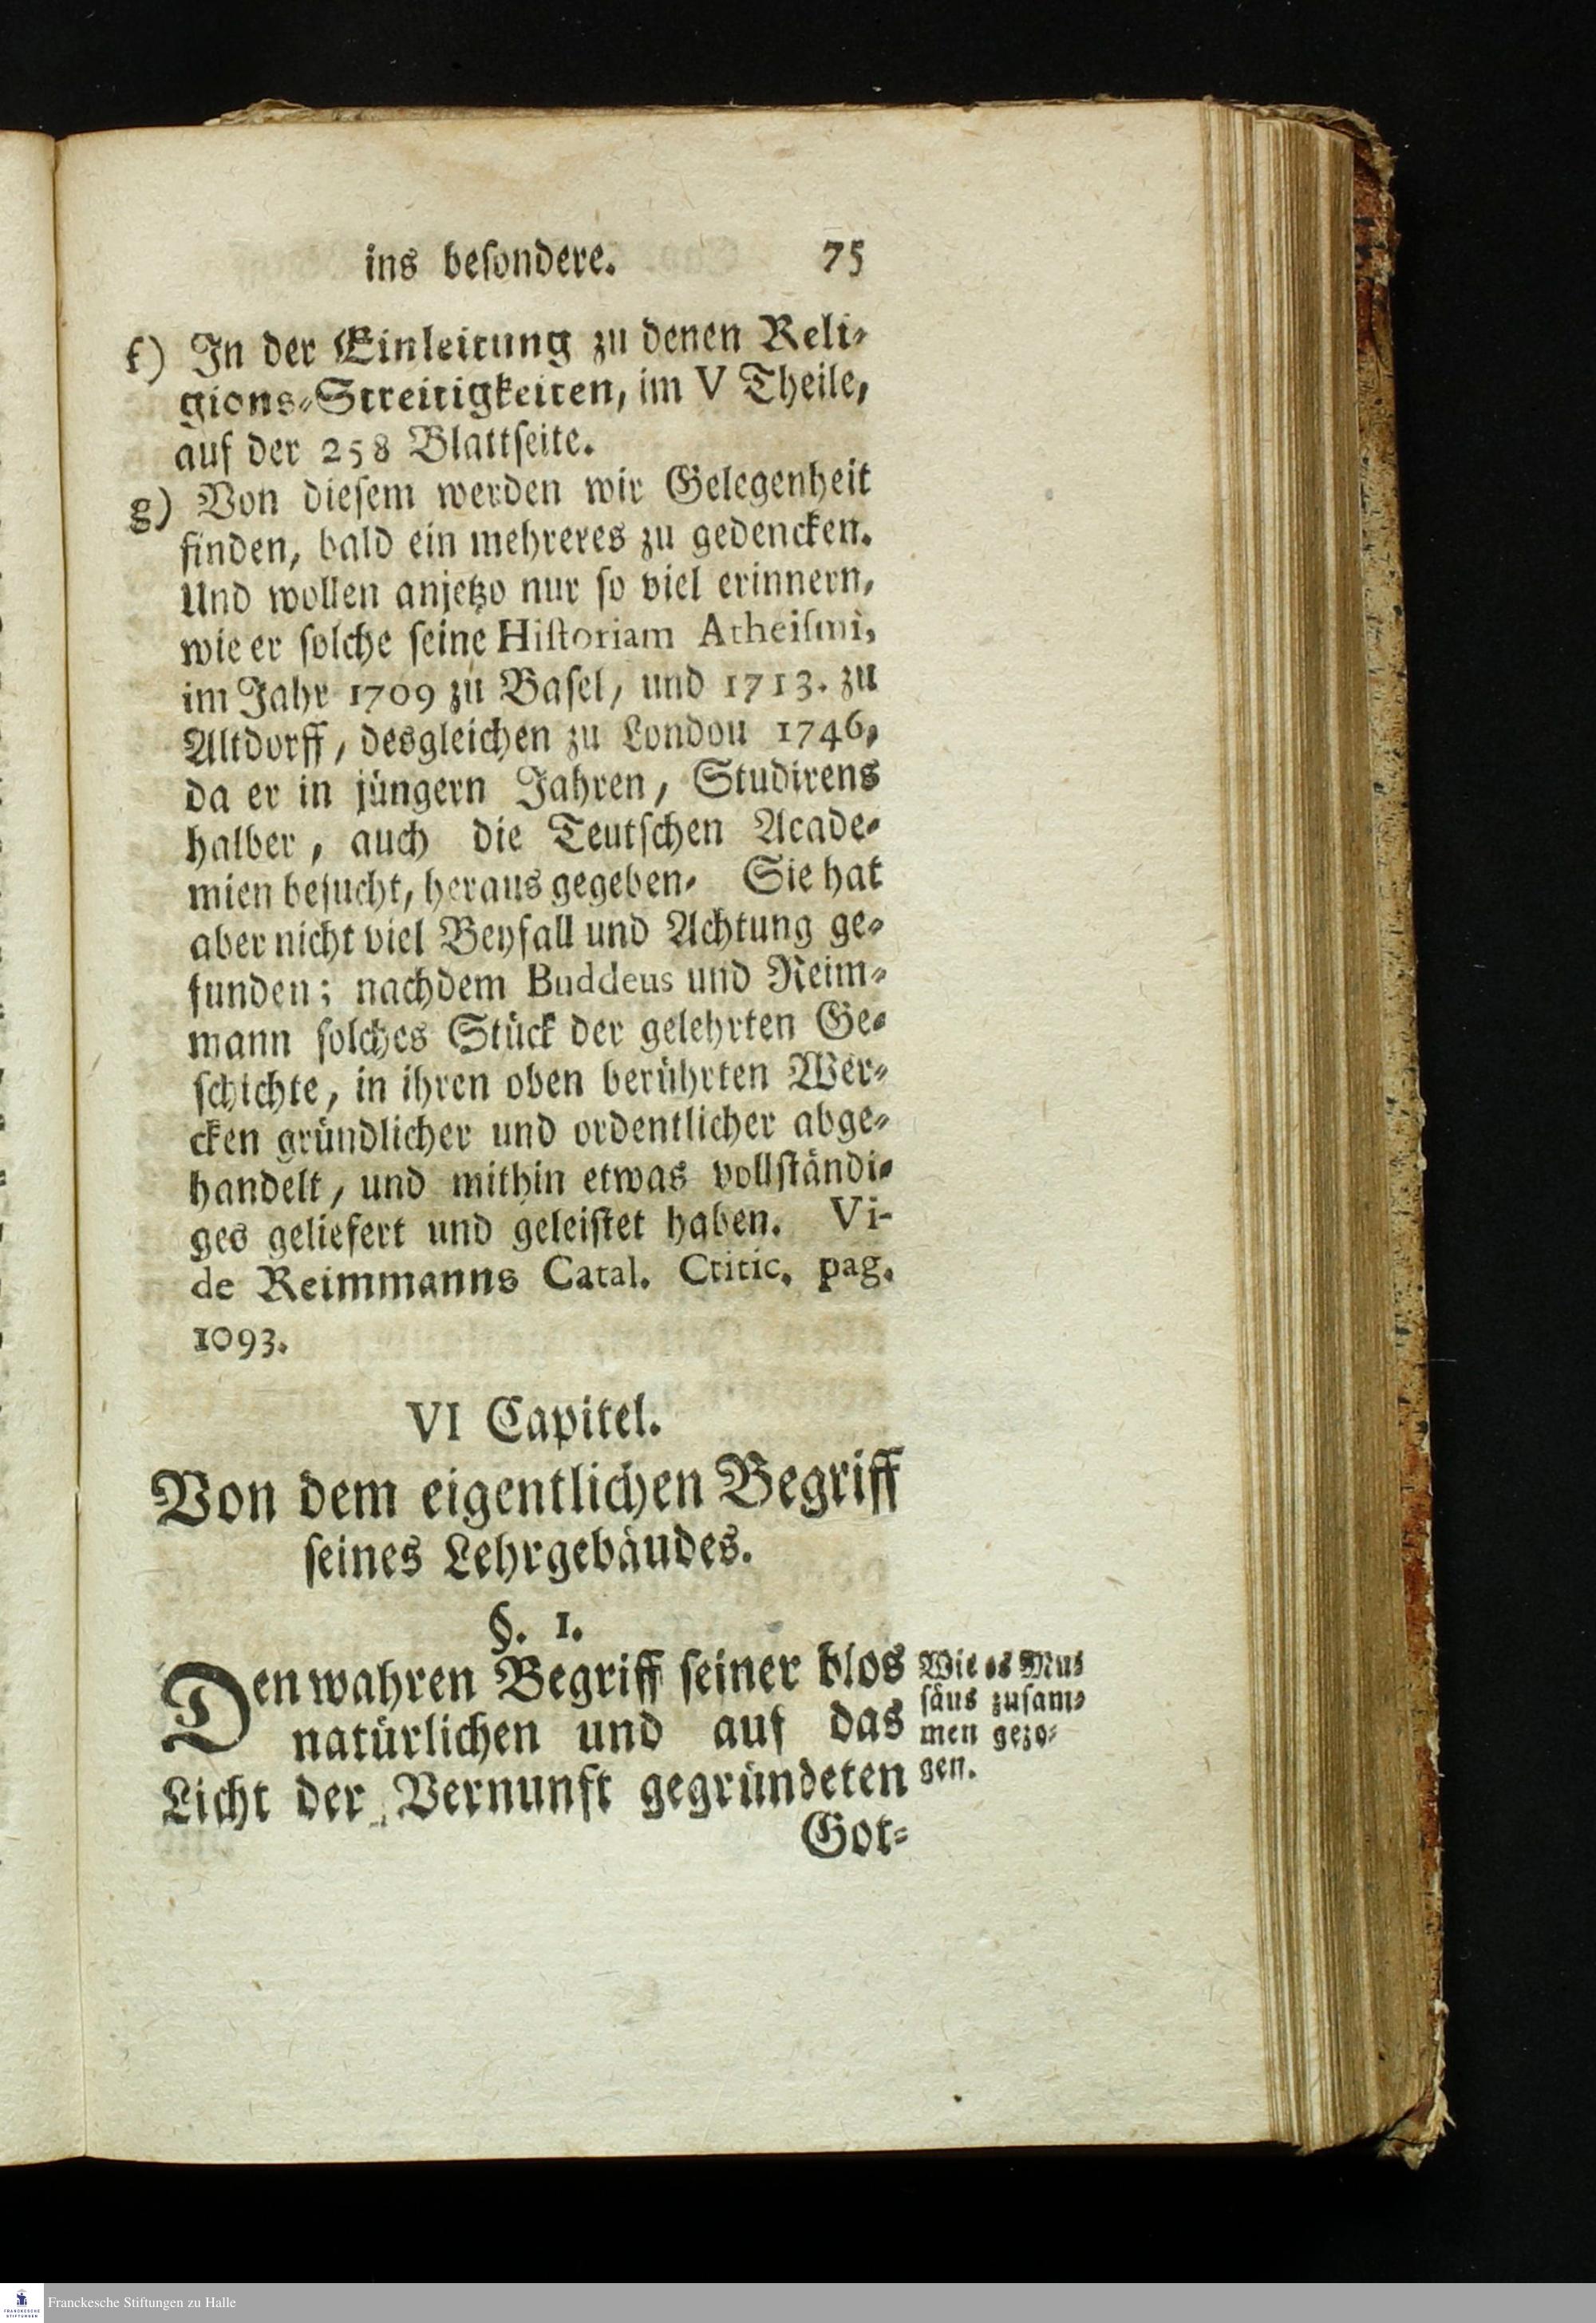 ins beſondere. 75
f) In der Einleitung zu denen Reli-
gions-Streitigkeiten, im V Theile,
auf der 258 Blattſeite.
g) Von dieſem werden wir Gelegenheit
finden, bald ein mehreres zu gedencken.
Und wollen anjetzo nur ſo viel erinnern,
wie er ſolche ſeine Hiſtoriam Atheiſmi,
im Jahr 1709 zu Baſel, und 1713. zu
Altdorff, desgleichen zu Londou 1746,
da er in jüngern Jahren, Studirens
halber, auch die Teutſchen Acade-
mien beſucht, heraus gegeben. Sie hat
aber nicht viel Beyfall und Achtung ge-
funden; nachdem Buddeus und Reim-
mann ſolches Stück der gelehrten Ge-
ſchichte, in ihren oben berührten Wer-
cken gründlicher und ordentlicher abge-
handelt, und mithin etwas vollſtändi-
ges geliefert und geleiſtet haben. Vi-
de Reimmanns Catal. Critic. pag.
1093.
VI Capitel.
Von dem eigentlichen Begriff
ſeines Lehrgebäudes.
§. 1.
Den wahren Begriff ſeiner blos
natürlichen und auf das
Licht der Vernunft gegründeten
Got-
Wie es Mu-
ſäus zuſam-
men gezo-
gen.
FRANCKESCHE
STIFTUNGEN
Franckesche Stiftungen zu Halle